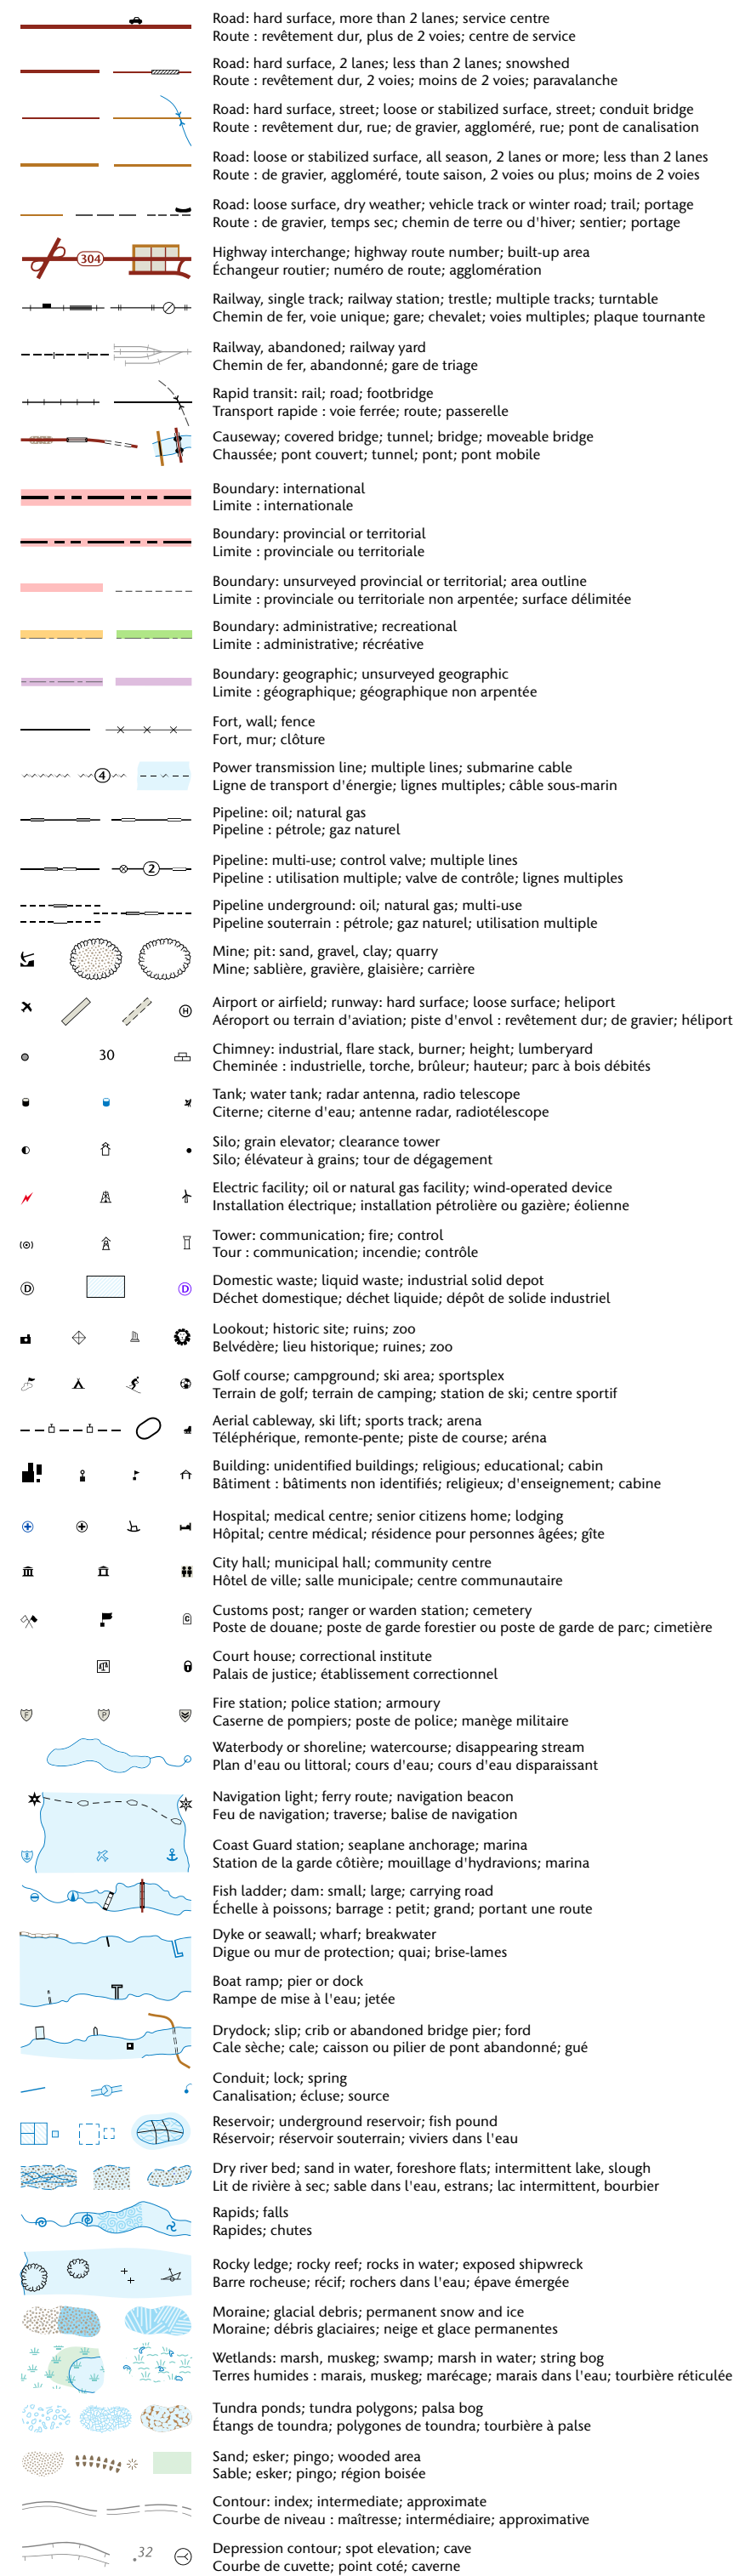 Road: hard surface, more than 2 lanes; service centre
Route : revêtement dur, plus de 2 voies; centre de service
Road: hard surface, 2 lanes; less than 2 lanes; snowshed
Route : revêtement dur, 2 voies; moins de 2 voies; paravalanche
Road: hard surface, street; loose or stabilized surface, street; conduit bridge
Route : revêtement dur, rue; de gravier, aggloméré, rue; pont de canalisation
Road: loose or stabilized surface, all season, 2 lanes or more; less than 2 lanes
Route : de gravier, aggloméré, toute saison, 2 voies ou plus; moins de 2 voies
Road: loose surface, dry weather; vehicle track or winter road; trail; portage
Route : de gravier, temps sec; chemin de terre ou d'hiver; sentier; portage
304
Highway interchange; highway route number; built-up area
Échangeur routier; numéro de route; agglomération
Railway, single track; railway station; trestle; multiple tracks; turntable
Chemin de fer, voie unique; gare; chevalet; voies multiples; plaque tournante
Railway, abandoned; railway yard
Chemin de fer, abandonné; gare de triage
Rapid transit: rail; road; footbridge
Transport rapide : voie ferrée; route; passerelle
Causeway; covered bridge; tunnel; bridge; moveable bridge
Chaussée; pont couvert; tunnel; pont; pont mobile
Boundary: international
Limite : internationale
Boundary: provincial or territorial
Limite : provinciale ou territoriale
Boundary: unsurveyed provincial or territorial; area outline
Limite : provinciale ou territoriale non arpentée; surface délimitée
Boundary: administrative; recreational
Limite : administrative; récréative
Boundary: geographic; unsurveyed geographic
Limite : géographique; géographique non arpentée
Fort, wall; fence
Fort, mur; clôture
4
Power transmission line; multiple lines; submarine cable
Ligne de transport d'énergie; lignes multiples; câble sous-marin
Pipeline: oil; natural gas
Pipeline : pétrole; gaz naturel
2
Pipeline: multi-use; control valve; multiple lines
Pipeline : utilisation multiple; valve de contrôle; lignes multiples
Pipeline underground: oil; natural gas; multi-use
Pipeline souterrain : pétrole; gaz naturel; utilisation multiple
Mine; pit: sand, gravel, clay; quarry
Mine; sablière, gravière, glaisière; carrière
H
Airport or airfield; runway: hard surface; loose surface; heliport
Aéroport ou terrain d'aviation; piste d'envol : revêtement dur; de gravier; héliport
30
Chimney: industrial, flare stack, burner; height; lumberyard
Cheminée : industrielle, torche, brûleur; hauteur; parc à bois débités
Tank; water tank; radar antenna, radio telescope
Citerne; citerne d'eau; antenne radar, radiotélescope
Silo; grain elevator; clearance tower
Silo; élévateur à grains; tour de dégagement
Electric facility; oil or natural gas facility; wind-operated device
Installation électrique; installation pétrolière ou gazière; éolienne
Tower: communication; fire; control
Tour : communication; incendie; contrôle
D D
Domestic waste; liquid waste; industrial solid depot
Déchet domestique; déchet liquide; dépôt de solide industriel
Lookout; historic site; ruins; zoo
Belvédère; lieu historique; ruines; zoo
Golf course; campground; ski area; sportsplex
Terrain de golf; terrain de camping; station de ski; centre sportif
Aerial cableway, ski lift; sports track; arena
Téléphérique, remonte-pente; piste de course; aréna
Building: unidentified buildings; religious; educational; cabin
Bâtiment : bâtiments non identifiés; religieux; d'enseignement; cabine
Hospital; medical centre; senior citizens home; lodging
Hôpital; centre médical; résidence pour personnes âgées; gîte
City hall; municipal hall; community centre
Hôtel de ville; salle municipale; centre communautaire
C
Customs post; ranger or warden station; cemetery
Poste de douane; poste de garde forestier ou poste de garde de parc; cimetière
Court house; correctional institute
Palais de justice; établissement correctionnel
F P
Fire station; police station; armoury
Caserne de pompiers; poste de police; manège militaire
Waterbody or shoreline; watercourse; disappearing stream
Plan d'eau ou littoral; cours d'eau; cours d'eau disparaissant
Navigation light; ferry route; navigation beacon
Feu de navigation; traverse; balise de navigation
Coast Guard station; seaplane anchorage; marina
Station de la garde côtière; mouillage d'hydravions; marina
Fish ladder; dam: small; large; carrying road
Échelle à poissons; barrage : petit; grand; portant une route
Dyke or seawall; wharf; breakwater
Digue ou mur de protection; quai; brise-lames
Boat ramp; pier or dock
Rampe de mise à l'eau; jetée
Drydock; slip; crib or abandoned bridge pier; ford
Cale sèche; cale; caisson ou pilier de pont abandonné; gué
Conduit; lock; spring
Canalisation; écluse; source
Reservoir; underground reservoir; fish pound
Réservoir; réservoir souterrain; viviers dans l'eau
Dry river bed; sand in water, foreshore flats; intermittent lake, slough
Lit de rivière à sec; sable dans l'eau, estrans; lac intermittent, bourbier
Rapids; falls
Rapides; chutes
Rocky ledge; rocky reef; rocks in water; exposed shipwreck
Barre rocheuse; récif; rochers dans l'eau; épave émergée
Moraine; glacial debris; permanent snow and ice
Moraine; débris glaciaires; neige et glace permanentes
Wetlands: marsh, muskeg; swamp; marsh in water; string bog
Terres humides : marais, muskeg; marécage; marais dans l'eau; tourbière réticulée
Tundra ponds; tundra polygons; palsa bog
Étangs de toundra; polygones de toundra; tourbière à palse
Sand; esker; pingo; wooded area
Sable; esker; pingo; région boisée
Contour: index; intermediate; approximate
Courbe de niveau : maîtresse; intermédiaire; approximative
.32
Depression contour; spot elevation; cave
Courbe de cuvette; point coté; caverne